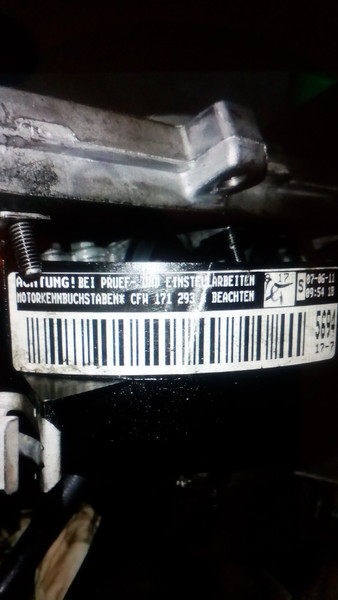 ACHTUNG! BEI PRUEF- UND EINSTELLARBEITEN
MOTORKENNBUCHSTABEN* CFW 171 293 * BEACHTEN
17
S
07-06-11
09:54 18
5694
17-7